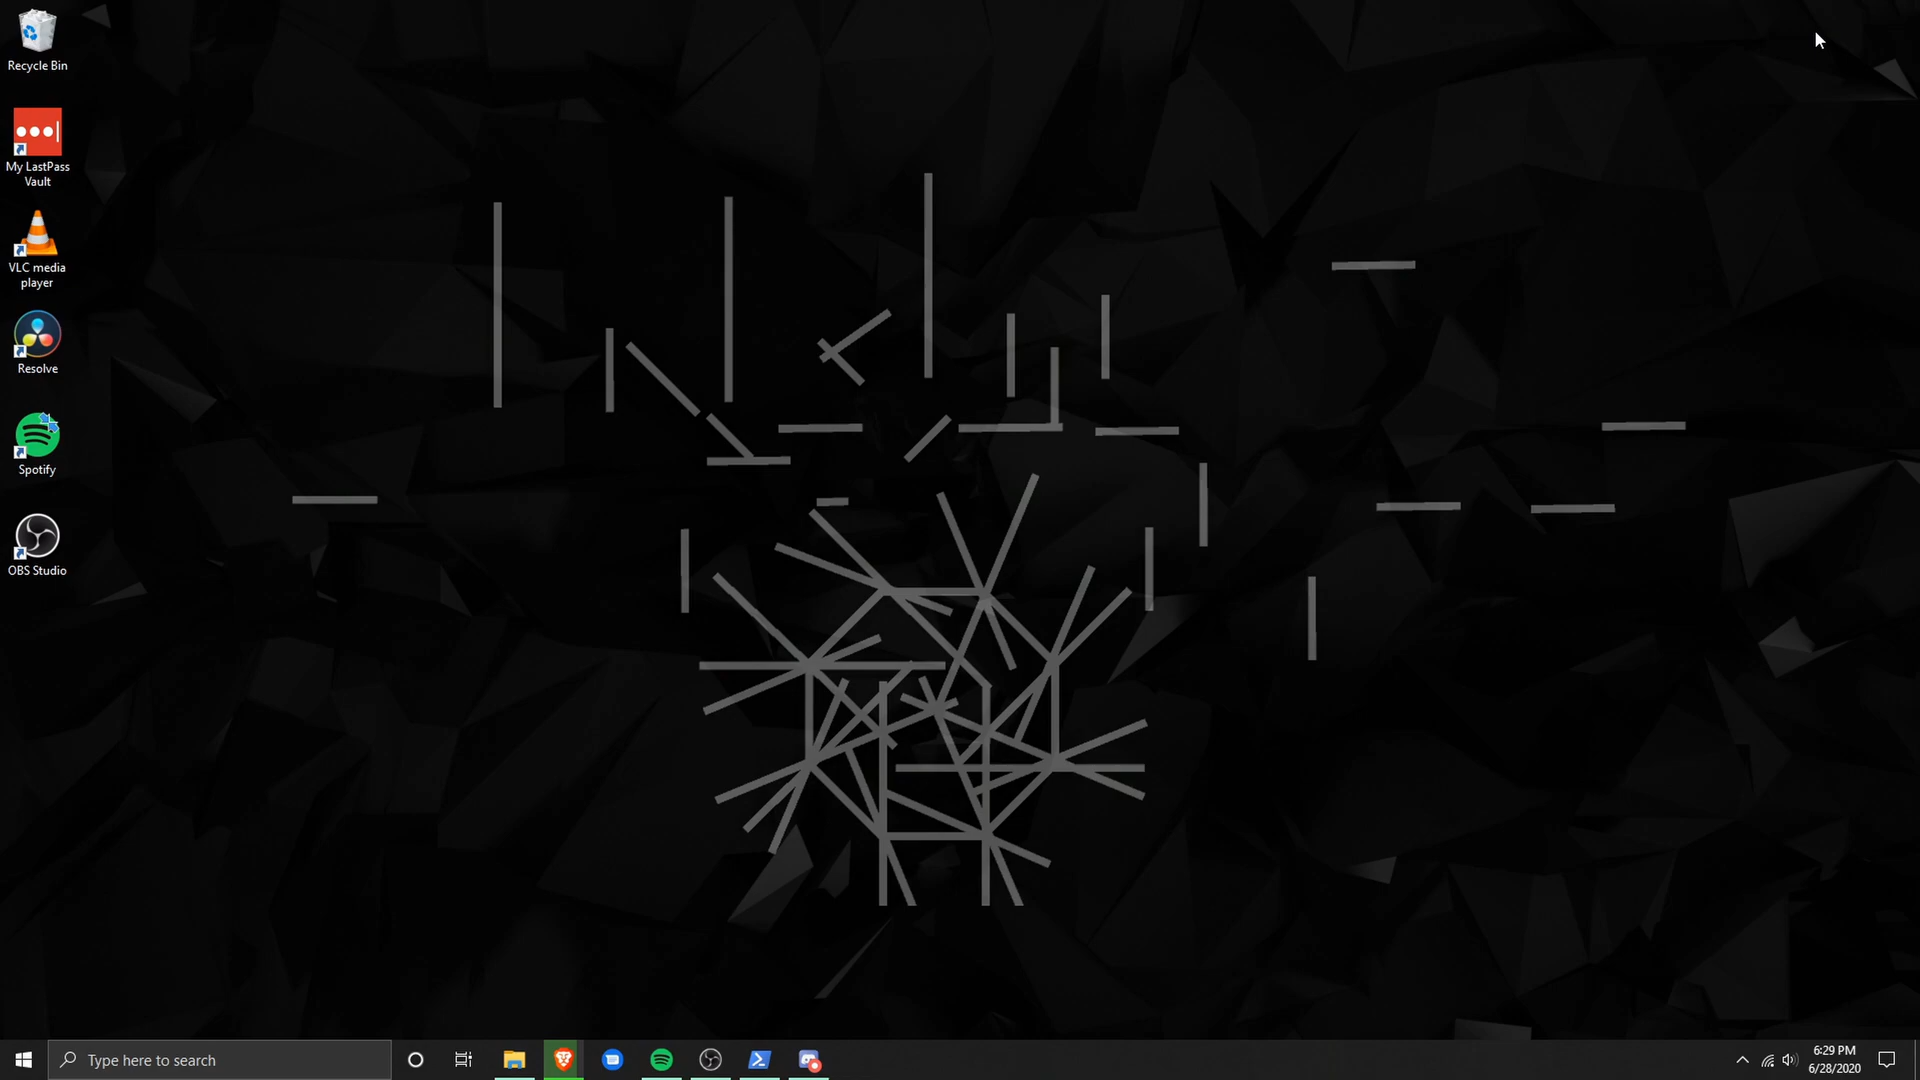 Recycle Bin
My LastPass
Vault
VLC media
player
Resolve
Spotify
OBS Studio
Type here to search
6:29 PM
6/28/2020